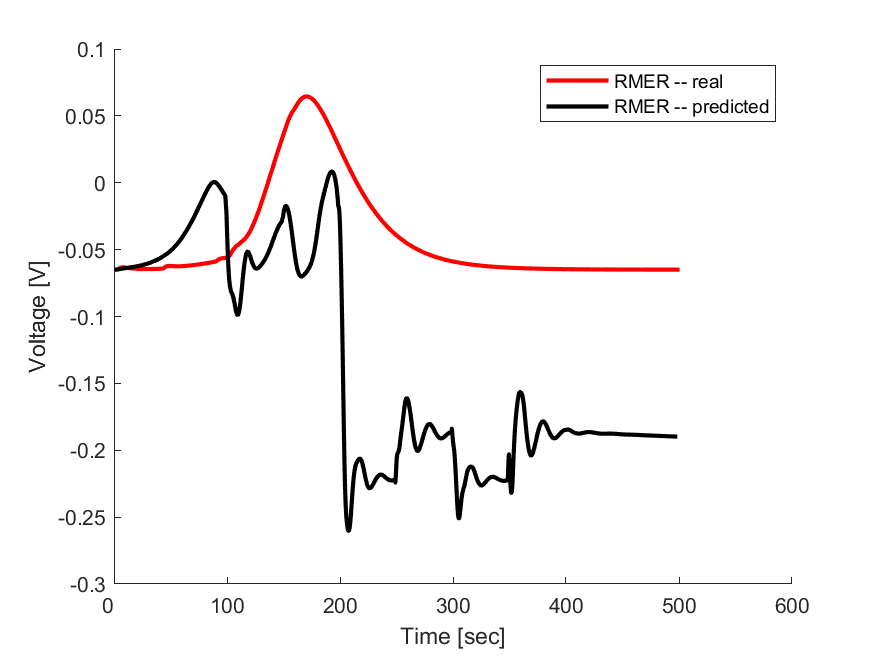 0.1
0.05
0
-0.05
-0.1
-0.15
-0.2
-0.25
-0.3
Voltage [V]
RMER -- real
RMER -- predicted
0 100 200 300 400 500 600
Time [sec]